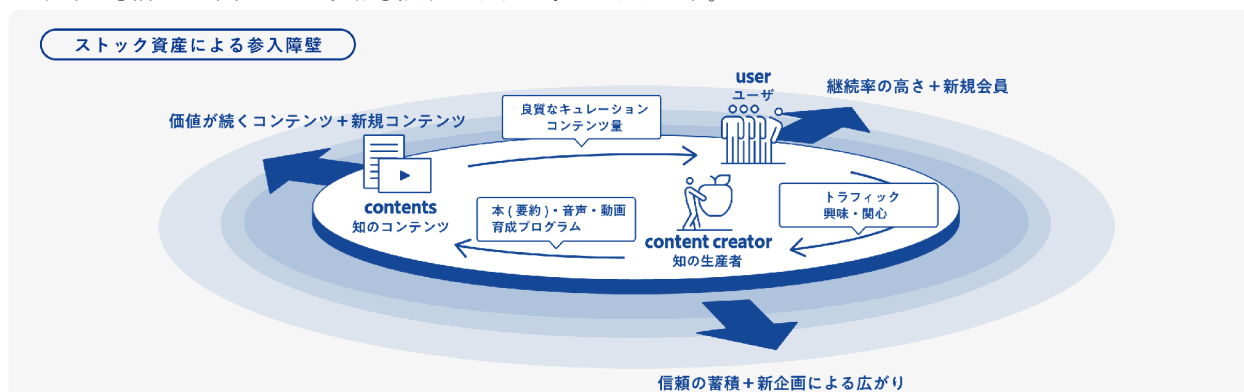 ストック資産による参入障壁
user
ユーザ
継続率の高さ＋新規会員
良質なキュレーション
コンテンツ量
価値が続くコンテンツ＋新規コンテンツ
トラフィック
興味・関心
contents
知のコンテンツ
本(要約)・音声・動画
育成プログラム
content creator
知の生産者
信頼の蓄積＋新企画による広がり